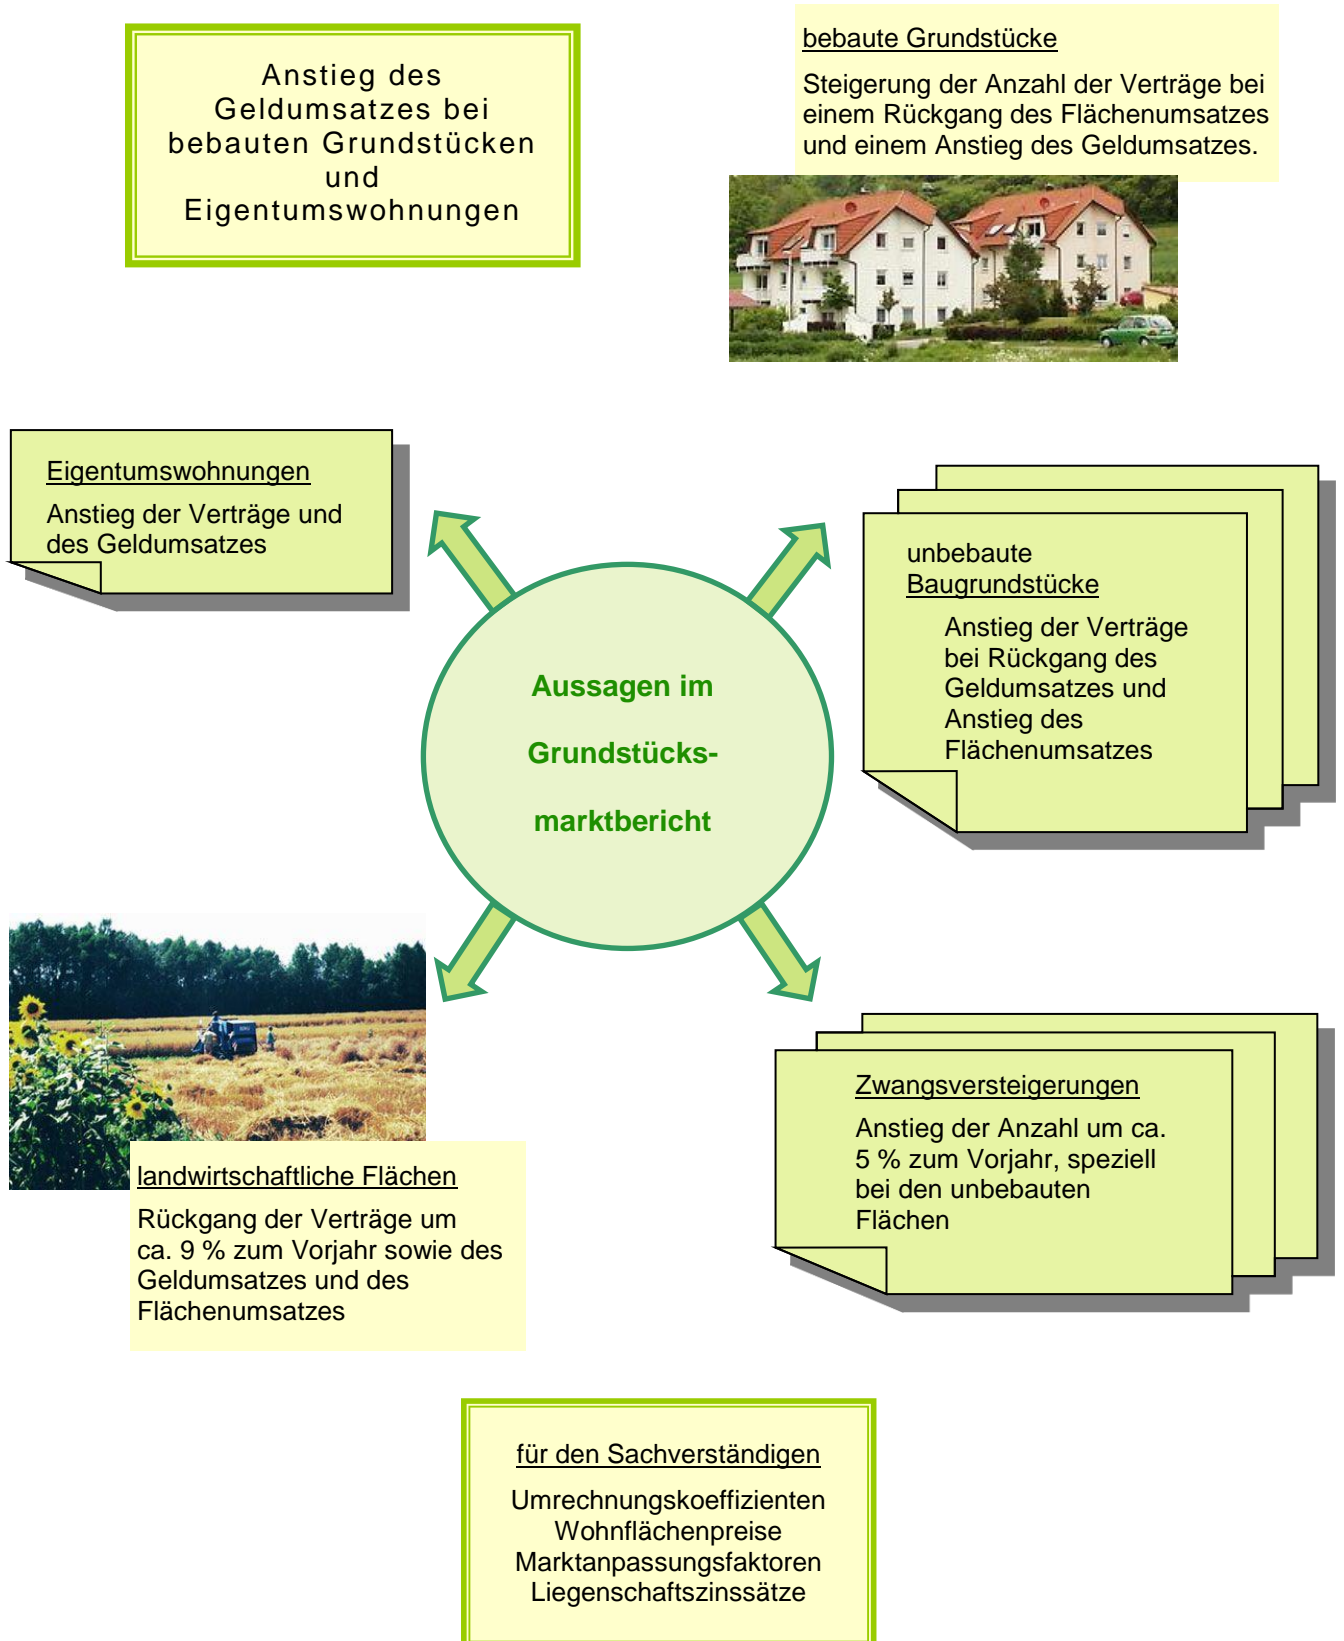 Anstieg des
Geldumsatzes bei
bebauten Grundstücken
und
Eigentumswohnungen
bebaute Grundstücke
Steigerung der Anzahl der Verträge bei
einem Rückgang des Flächenumsatzes
und einem Anstieg des Geldumsatzes.
Eigentumswohnungen
Anstieg der Verträge und
des Geldumsatzes
unbebaute
Baugrundstücke
Anstieg der Verträge
bei Rückgang des
Geldumsatzes und
Anstieg des
Flächenumsatzes
Aussagen im
Grundstücks-
marktbericht
landwirtschaftliche Flächen
Rückgang der Verträge um
ca. 9 % zum Vorjahr sowie des
Geldumsatzes und des
Flächenumsatzes
Zwangsversteigerungen
Anstieg der Anzahl um ca.
5 % zum Vorjahr, speziell
bei den unbebauten
Flächen
für den Sachverständigen
Umrechnungskoeffizienten
Wohnflächenpreise
Marktanpassungsfaktoren
Liegenschaftszinssätze